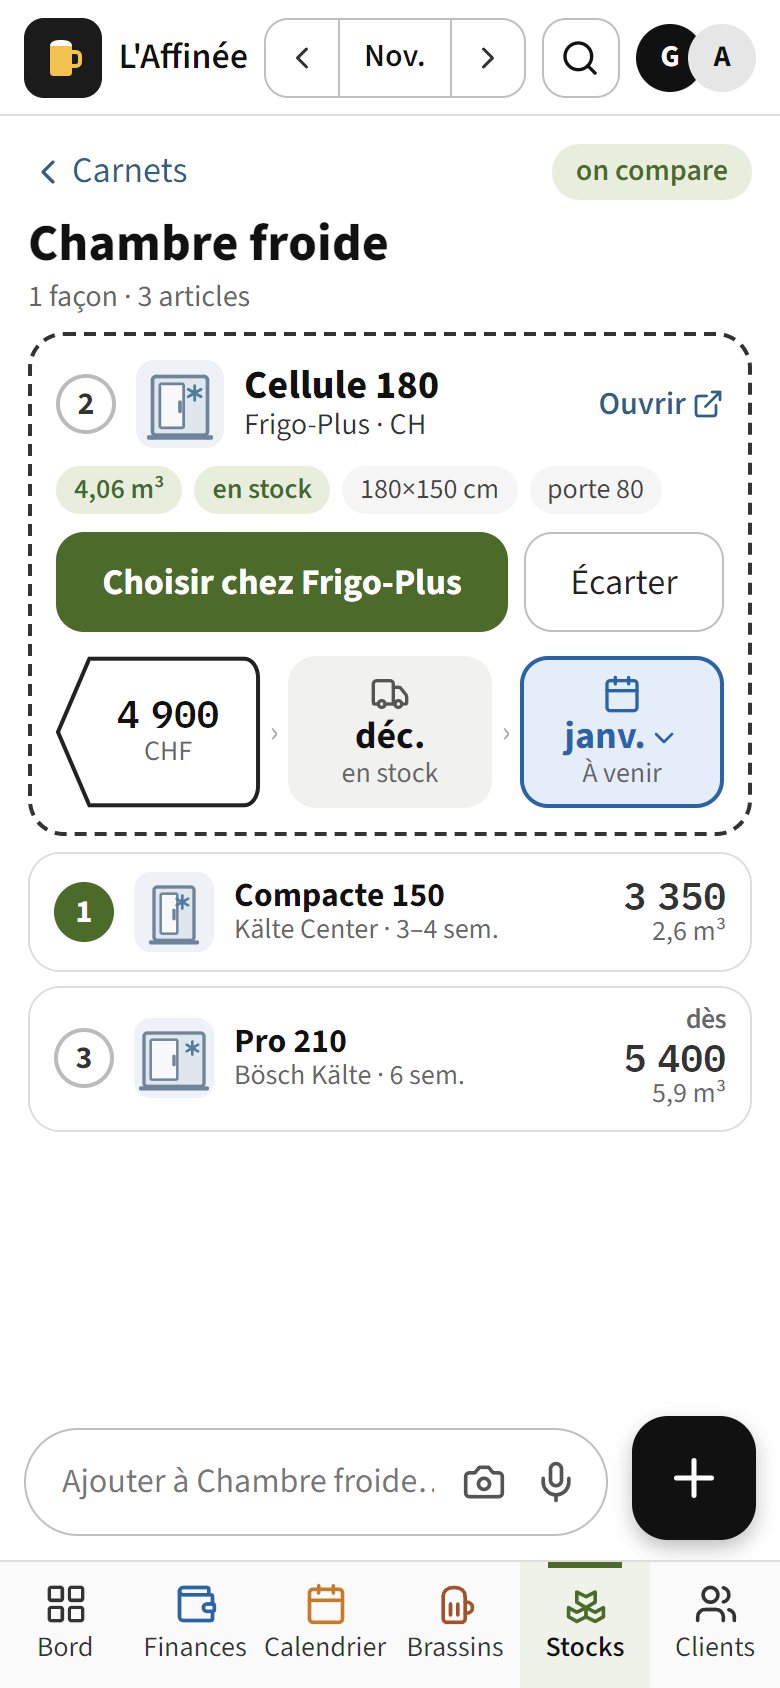 L'Affinée
Nov.
G
A
Carnets
on compare
Chambre froide
1 façon · 3 articles
2
Cellule 180
Frigo-Plus · CH
Ouvrir
4,06 m³
en stock
180×150 cm
porte 80
Choisir chez Frigo-Plus
Écarter
4 900
CHF
déc.
en stock
janv.
À venir
1
Compacte 150
Kälte Center · 3–4 sem.
3 350
2,6 m³
3
Pro 210
Bösch Kälte · 6 sem.
dès
5 400
5,9 m³
Ajouter à Chambre froide…
Bord
Finances
Calendrier
Brassins
Stocks
Clients